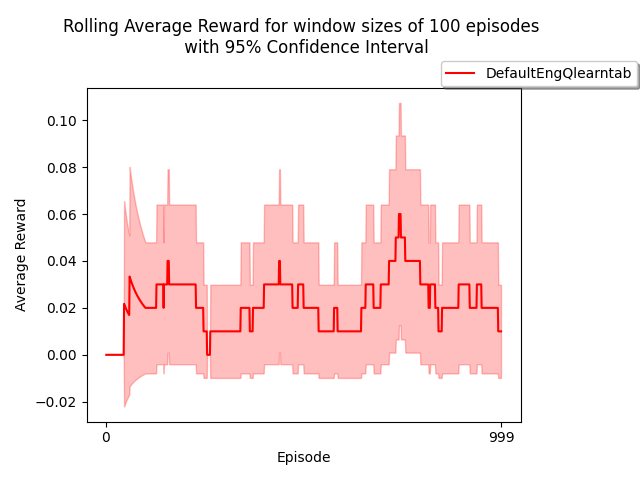 Rolling Average Reward for window sizes of 100 episodes
with 95% Confidence Interval
DefaultEngQlearntab
0.10
0.08
0.06
0.04
0.02
0.00
−0.02
Average Reward
0
999
Episode